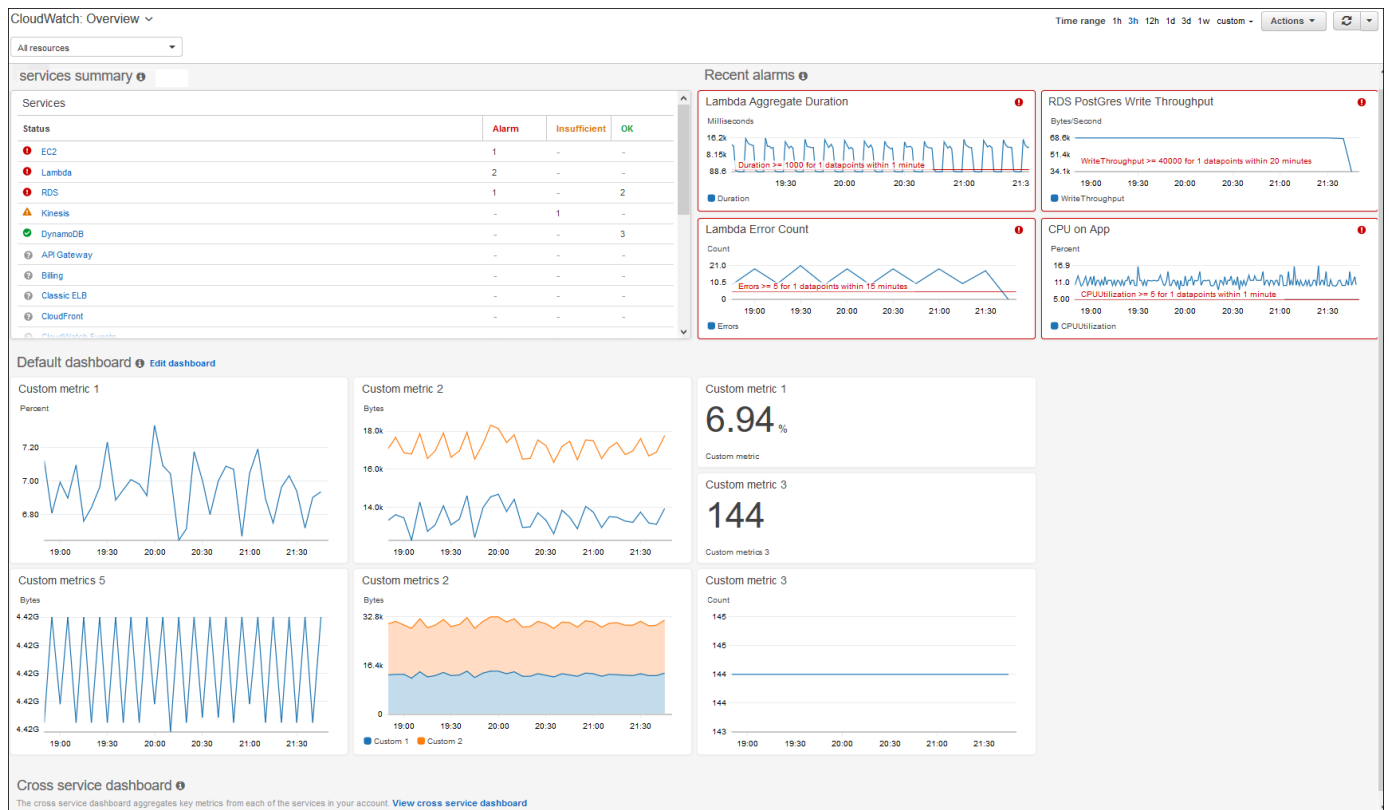 CloudWatch: Overview
Time range 1h 3h 12h 1d 3d 1w custom Actions
All resources
services summary
Services
Status Alarm Insufficient OK
EC2 1 - -
Lambda 2 - -
RDS 1 - 2
Kinesis - 1 -
DynamoDB - - 3
API Gateway - - -
Billing - - -
Classic ELB - - -
CloudFront - - -
CloudWatch Events
Recent alarms
Lambda Aggregate Duration
Milliseconds
16.2k
8.15k
Duration >= 1000 for 1 datapoints within 1 minute
88.6
19:30 20:00 20:30 21:00 21:3
Duration
RDS PostGres Write Throughput
Bytes/Second
68.6k
51.4k
WriteThroughput >= 40000 for 1 datapoints within 20 minutes
34.1k
19:00 19:30 20:00 20:30 21:00 21:30
WriteThroughput
Lambda Error Count
Count
21.0
10.5
Errors >= 5 for 1 datapoints within 15 minutes
0
19:00 19:30 20:00 20:30 21:00 21:30
Errors
CPU on App
Percent
16.9
11.0
CPUUtilization >= 5 for 1 datapoints within 1 minute
5.00
19:00 19:30 20:00 20:30 21:00 21:30
CPUUtilization
Default dashboard Edit dashboard
Custom metric 1
Percent
7.20
7.00
6.80
19:00 19:30 20:00 20:30 21:00 21:30
Custom metric 2
Bytes
18.0k
16.0k
14.0k
19:00 19:30 20:00 20:30 21:00 21:30
Custom metric 1
6.94 %
Custom metric
Custom metric 3
144
Custom metrics 3
Custom metrics 5
Bytes
4.42G
4.42G
4.42G
4.42G
4.42G
19:00 19:30 20:00 20:30 21:00 21:30
Custom metrics 2
Bytes
32.8k
16.4k
0
19:00 19:30 20:00 20:30 21:00 21:30
Custom 1 Custom 2
Custom metric 3
Count
145
145
144
144
143
19:00 19:30 20:00 20:30 21:00 21:30
Cross service dashboard
The cross service dashboard aggregates key metrics from each of the services in your account. View cross service dashboard